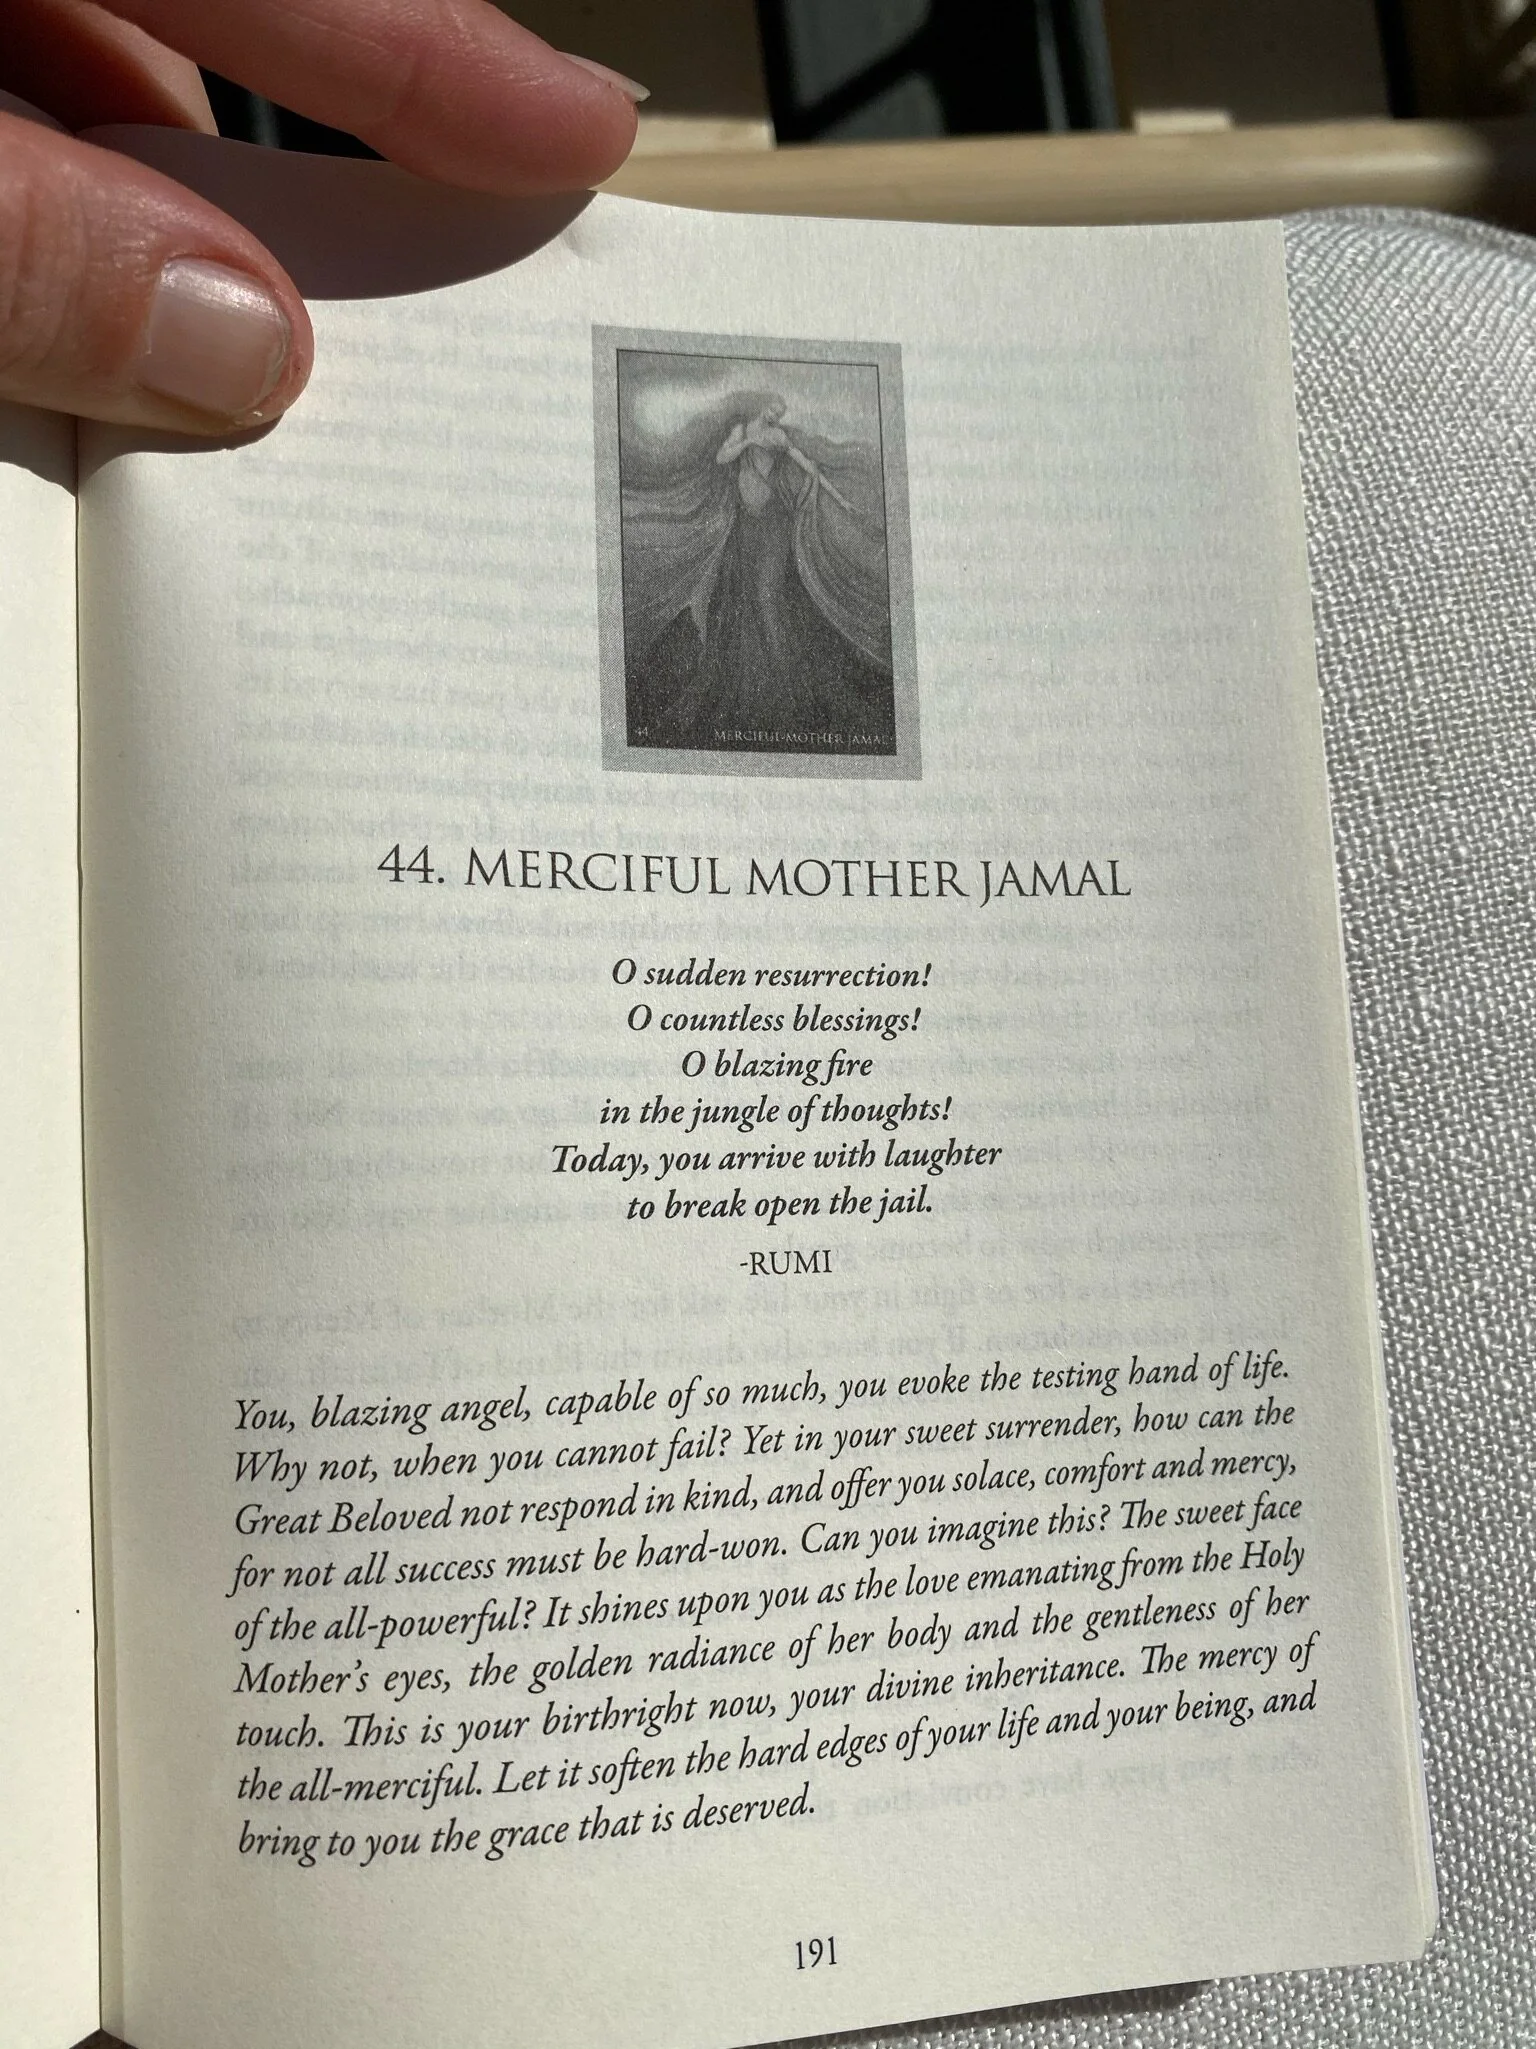 44.
MERCIFUL MOTHER JAMAL
44. MERCIFUL MOTHER JAMAL
O sudden resurrection!
O countless blessings!
O blazing fire
in the jungle of thoughts!
Today, you arrive with laughter
to break open the jail.
-RUMI
You, blazing angel, capable of so much, you evoke the testing hand of life.
Why not, when you cannot fail? Yet in your sweet surrender, how can the
Great Beloved not respond in kind, and offer you solace, comfort and mercy,
for not all success must be hard-won. Can you imagine this? The sweet face
of the all-powerful? It shines upon you as the love emanating from the Holy
Mother's eyes, the golden radiance of her body and the gentleness of her
touch. This is your birthright now, your divine inheritance. The mercy of
the all-merciful. Let it soften the hard edges of your life and your being, and
bring to you the grace that is deserved.
191